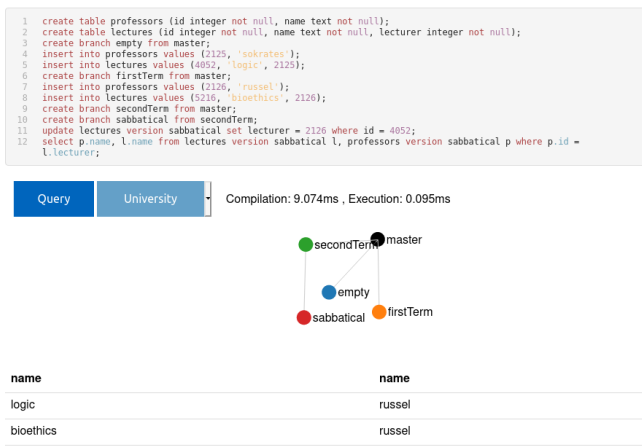 1 create table professors (id integer not null, name text not null);
2 create table lectures (id integer not null, name text not null, lecturer integer not null);
3 create branch empty from master;
4 insert into professors values (2125, 'sokrates');
5 insert into lectures values (4052, 'logic', 2125);
6 create branch firstTerm from master;
7 insert into professors values (2126, 'russel');
8 insert into lectures values (5216, 'bioethics', 2126);
9 create branch secondTerm from master;
10 create branch sabbatical from secondTerm;
11 update lectures version sabbatical set lecturer = 2126 where id = 4052;
12 select p.name, l.name from lectures version sabbatical l, professors version sabbatical p where p.id =
l.lecturer;
Query University Compilation: 9.074ms , Execution: 0.095ms
secondTerm master
empty
sabbatical firstTerm
name name
logic russel
bioethics russel